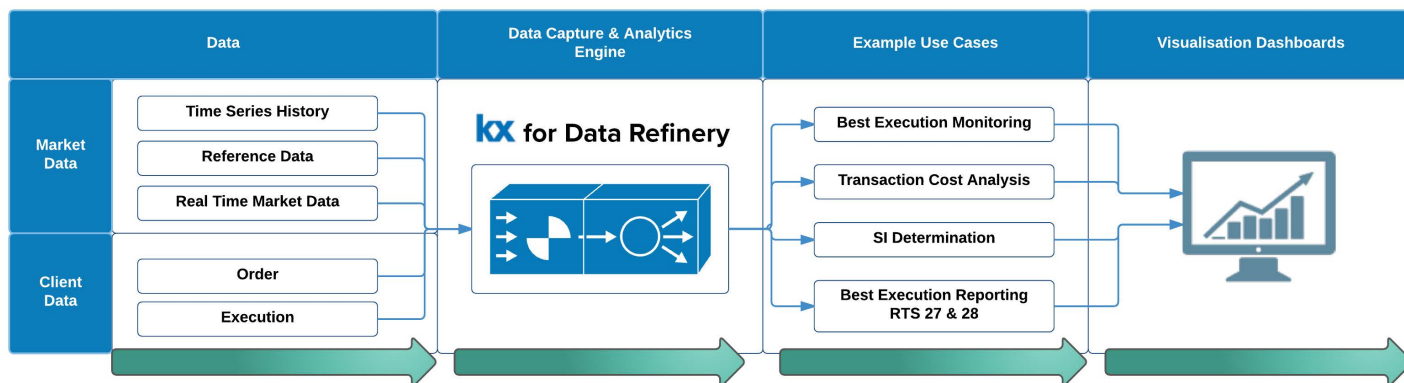 Data
Data Capture & Analytics
Engine
Example Use Cases
Visualisation Dashboards
Market
Data
Time Series History
Reference Data
Real Time Market Data
Client
Data
Order
Execution
kx for Data Refinery
Best Execution Monitoring
Transaction Cost Analysis
SI Determination
Best Execution Reporting
RTS 27 & 28